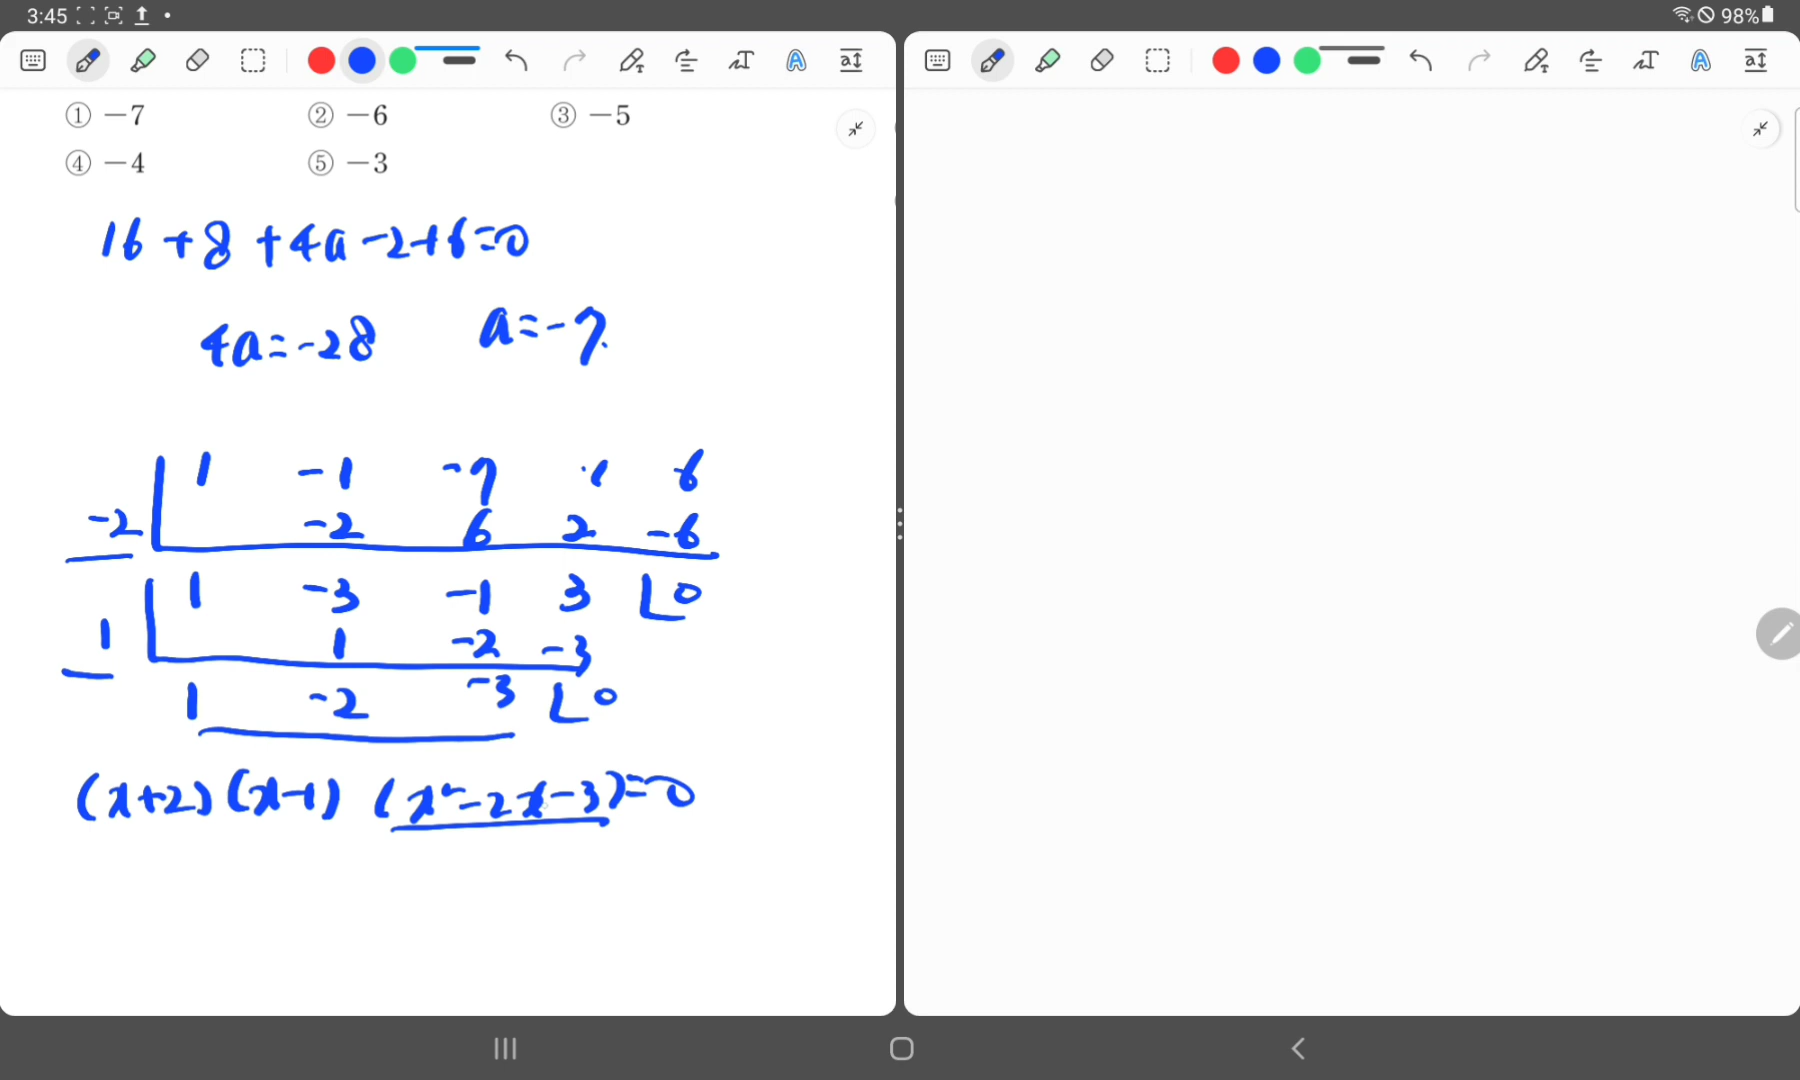 3:45 98%
① −7 ② −6 ③ −5
④ −4 ⑤ −3
16+8+4a-2+6=0
4a=-28 a=-7.
1 -1 -7 1 6
-2 -2 6 2 -6
1 -3 -1 3 0
1 1 -2 -3
1 -2 -3 0
(x+2)(x-1)(x²-2x-3)=0